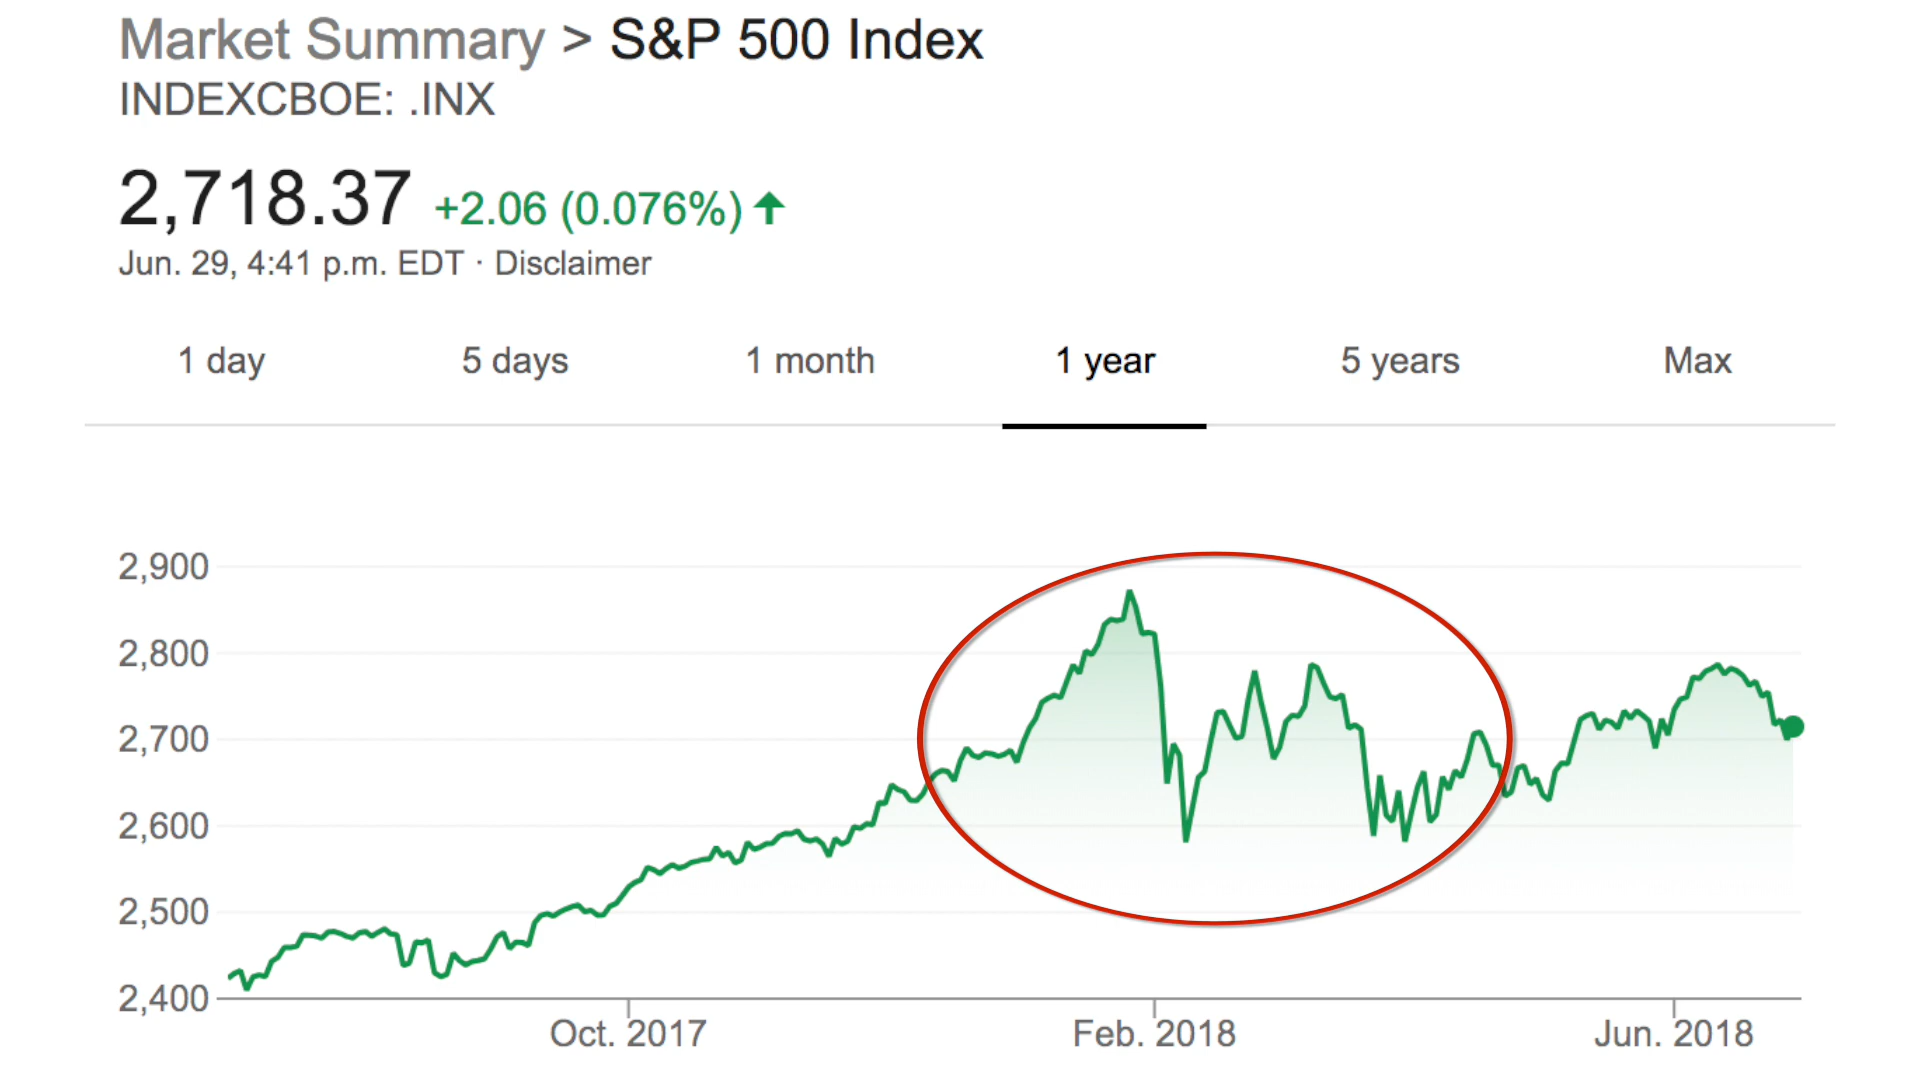 Market Summary > S&P 500 Index
INDEXCBOE: .INX
2,718.37 +2.06 (0.076%)
Jun. 29, 4:41 p.m. EDT · Disclaimer
1 day 5 days 1 month 1 year 5 years Max
2,900
2,800
2,700
2,600
2,500
2,400
Oct. 2017 Feb. 2018 Jun. 2018